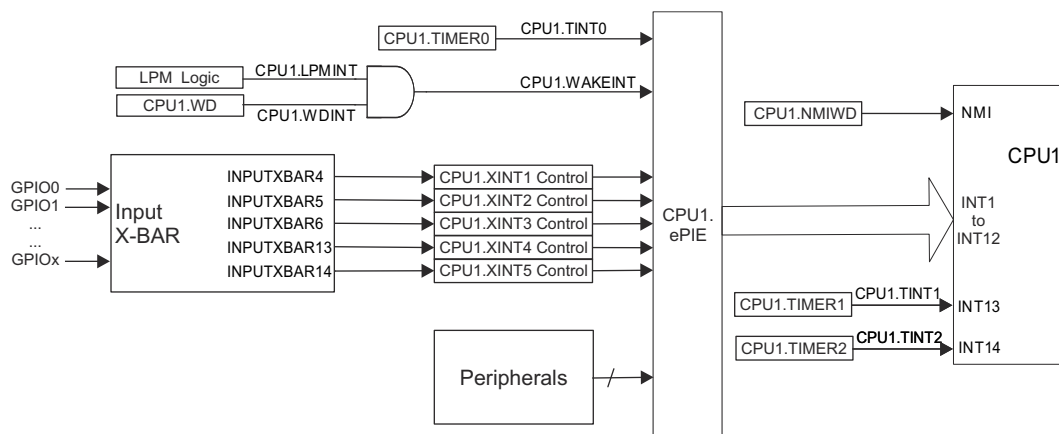 CPU1.TIMER0
CPU1.TINT0
LPM Logic
CPU1.LPMINT
CPU1.WD
CPU1.WDINT
CPU1.WAKEINT
CPU1.NMIWD
NMI
CPU1
GPIO0
GPIO1
...
...
GPIOx
Input
X-BAR
INPUTXBAR4
INPUTXBAR5
INPUTXBAR6
INPUTXBAR13
INPUTXBAR14
CPU1.XINT1 Control
CPU1.XINT2 Control
CPU1.XINT3 Control
CPU1.XINT4 Control
CPU1.XINT5 Control
CPU1.
ePIE
INT1
to
INT12
CPU1.TIMER1
CPU1.TINT1
INT13
CPU1.TIMER2
CPU1.TINT2
INT14
Peripherals